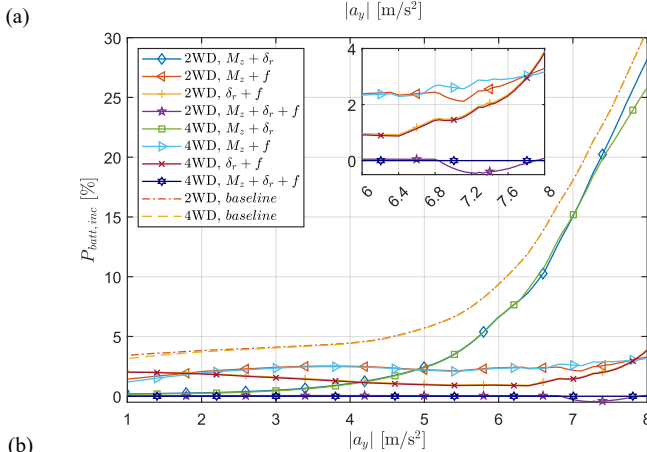 |a_y| [m/s²]
(a)
30
25
20
15
10
5
0
P_{batt,inc} [%]
2WD, M_z + δ_r
2WD, M_z + f
2WD, δ_r + f
2WD, M_z + δ_r + f
4WD, M_z + δ_r
4WD, M_z + f
4WD, δ_r + f
4WD, M_z + δ_r + f
2WD, baseline
4WD, baseline
4
2
0
6 6.4 6.8 7.2 7.6 8
1 2 3 4 5 6 7 8
|a_y| [m/s²]
(b)